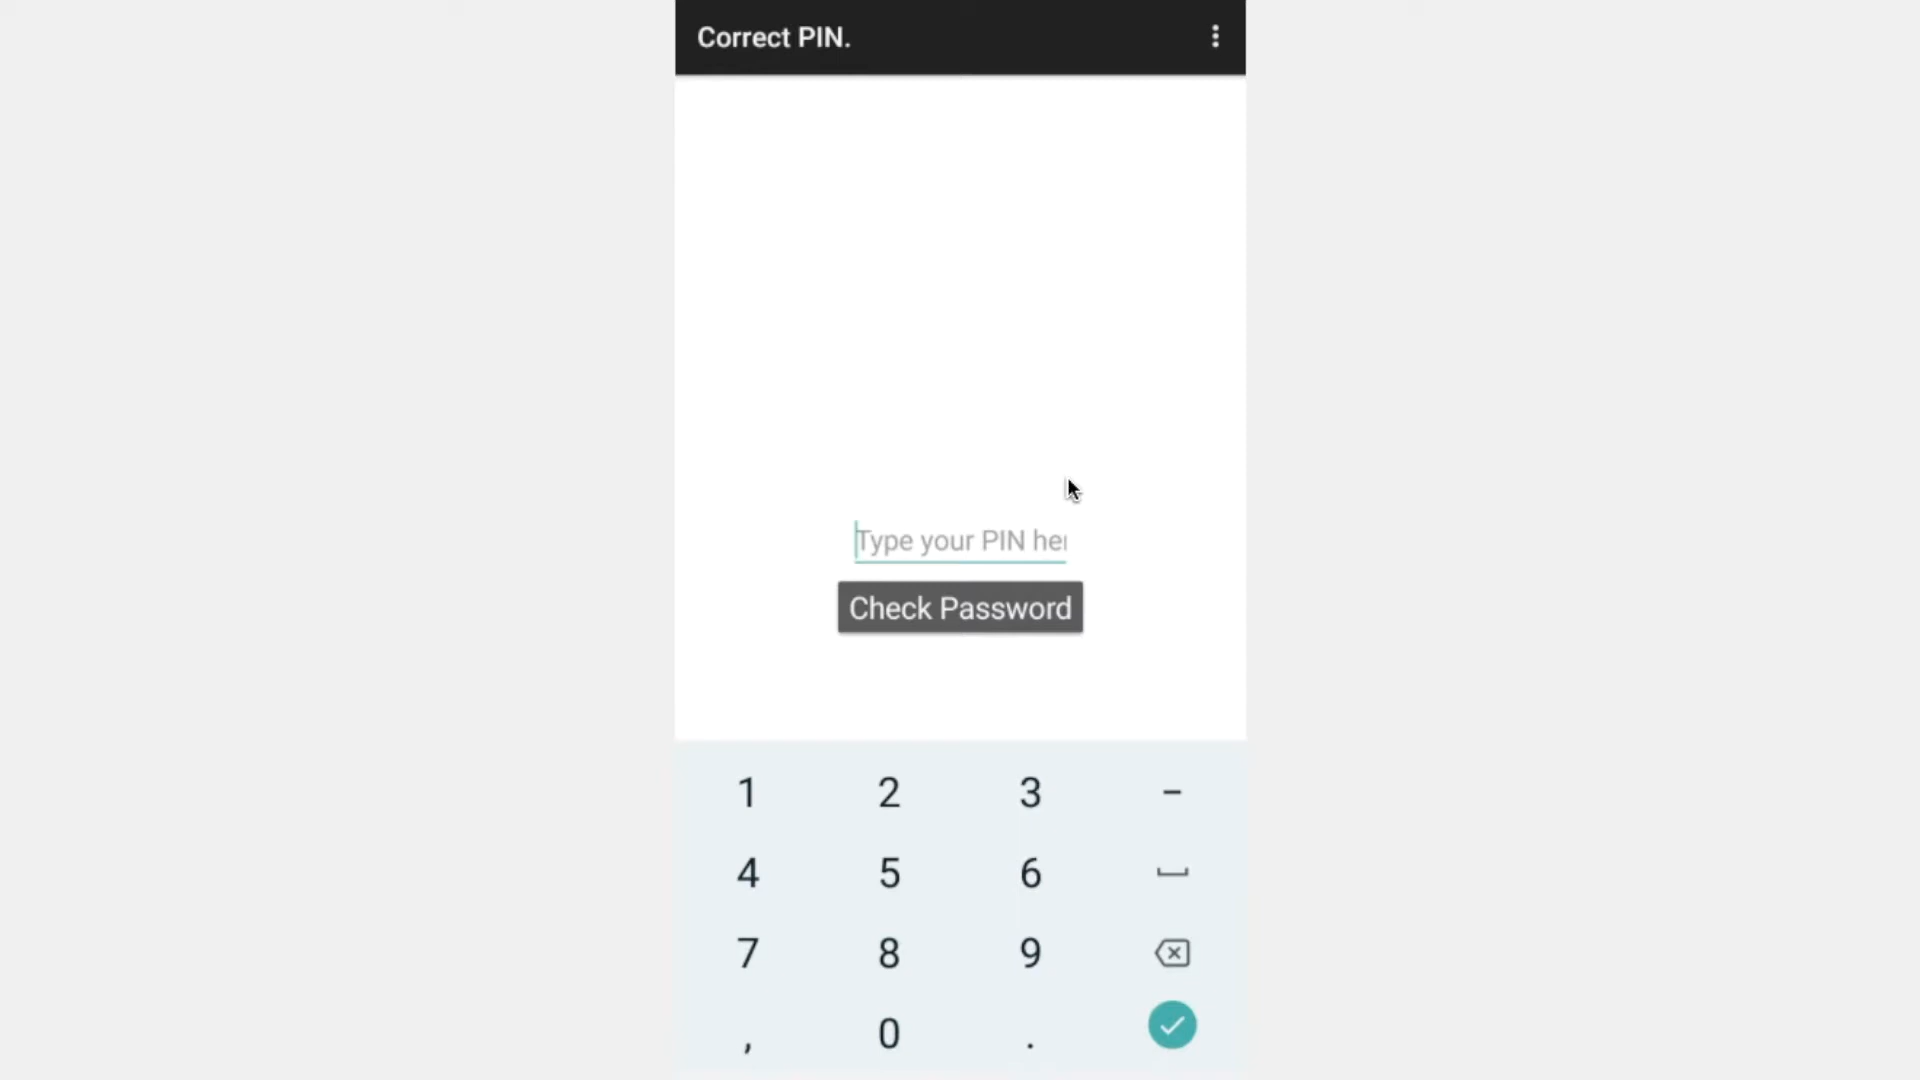 Correct PIN.
Type your PIN her
Check Password
1 2 3 -
4 5 6
7 8 9
, 0 .